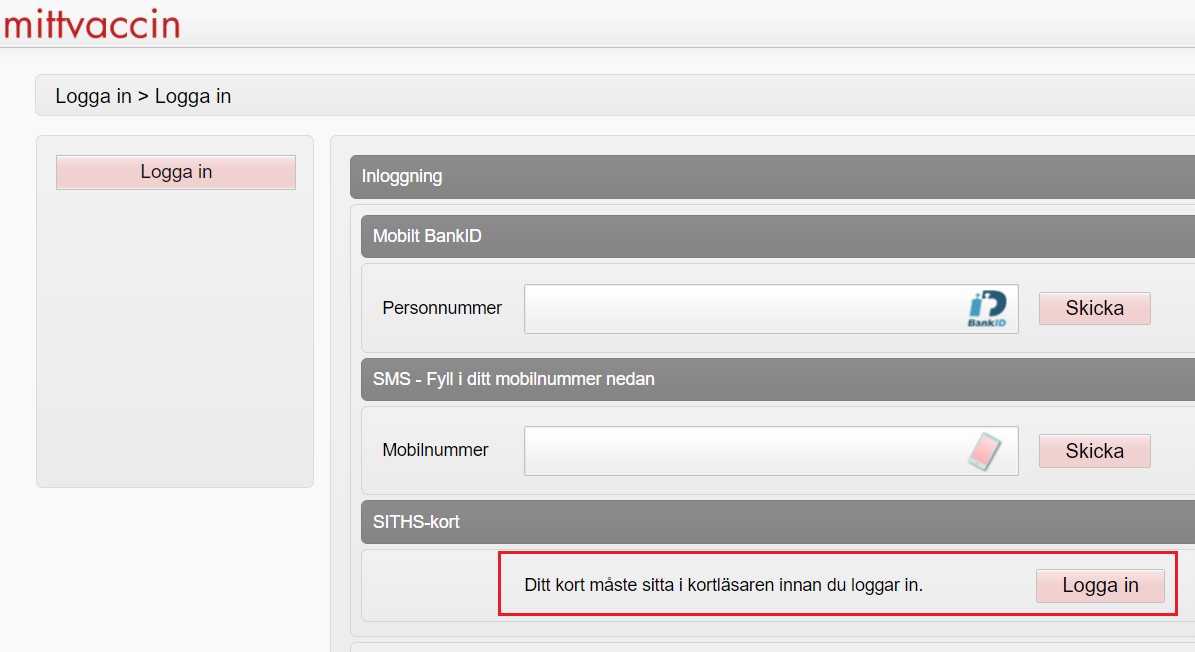 mittvaccin
Logga in > Logga in
Logga in
Inloggning
Mobilt BankID
Personnummer
BankID
Skicka
SMS - Fyll i ditt mobilnummer nedan
Mobilnummer
Skicka
SITHS-kort
Ditt kort måste sitta i kortläsaren innan du loggar in.
Logga in